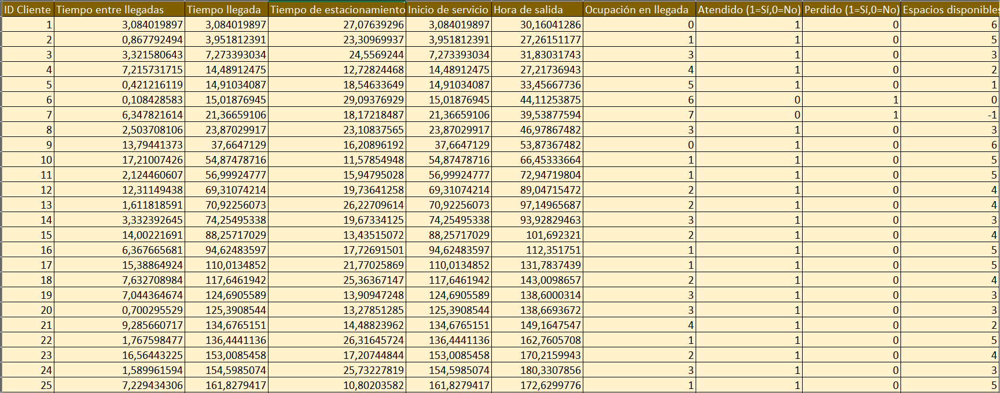 ID Cliente Tiempo entre llegadas Tiempo llegada Tiempo de estacionamiento Inicio de servicio Hora de salida Ocupación en llegada Atendido (1=Sí,0=No) Perdido (1=Sí,0=No) Espacios disponibles
1 3,084019897 3,084019897 27,07639296 3,084019897 30,16041286 0 1 0 6
2 0,867792494 3,951812391 23,30969937 3,951812391 27,26151177 1 1 0 5
3 3,321580643 7,273393034 24,5569244 7,273393034 31,83031743 3 1 0 3
4 7,215731715 14,48912475 12,72824468 14,48912475 27,21736943 4 1 0 2
5 0,421216119 14,91034087 18,54633649 14,91034087 33,45667736 5 1 0 1
6 0,108428583 15,01876945 29,09376929 15,01876945 44,11253875 6 0 1 0
7 6,347821614 21,36659106 18,17218487 21,36659106 39,53877594 7 0 1 -1
8 2,503708106 23,87029917 23,10837565 23,87029917 46,97867482 3 1 0 3
9 13,79441373 37,6647129 16,20896192 37,6647129 53,87367482 0 1 0 6
10 17,21007426 54,87478716 11,57854948 54,87478716 66,45333664 1 1 0 5
11 2,124460607 56,99924777 15,94795028 56,99924777 72,94719804 1 1 0 5
12 12,31149438 69,31074214 19,73641258 69,31074214 89,04715472 2 1 0 4
13 1,611818591 70,92256073 26,22709614 70,92256073 97,14965687 2 1 0 4
14 3,332392645 74,25495338 19,67334125 74,25495338 93,92829463 3 1 0 3
15 14,00221691 88,25717029 13,43515072 88,25717029 101,692321 2 1 0 4
16 6,367665681 94,62483597 17,72691501 94,62483597 112,351751 1 1 0 5
17 15,38864924 110,0134852 21,77025869 110,0134852 131,7837439 1 1 0 5
18 7,632708984 117,6461942 25,36367147 117,6461942 143,0098657 2 1 0 4
19 7,044364674 124,6905589 13,90947248 124,6905589 138,6000314 3 1 0 3
20 0,700295529 125,3908544 13,27851285 125,3908544 138,6693672 3 1 0 3
21 9,285660717 134,6765151 14,48823962 134,6765151 149,1647547 4 1 0 2
22 1,767598477 136,4441136 26,31645724 136,4441136 162,7605708 1 1 0 5
23 16,56443225 153,0085458 17,20744844 153,0085458 170,2159943 2 1 0 4
24 1,589961594 154,5985074 25,73227819 154,5985074 180,3307856 3 1 0 3
25 7,229434306 161,8279417 10,80203582 161,8279417 172,6299776 1 1 0 5